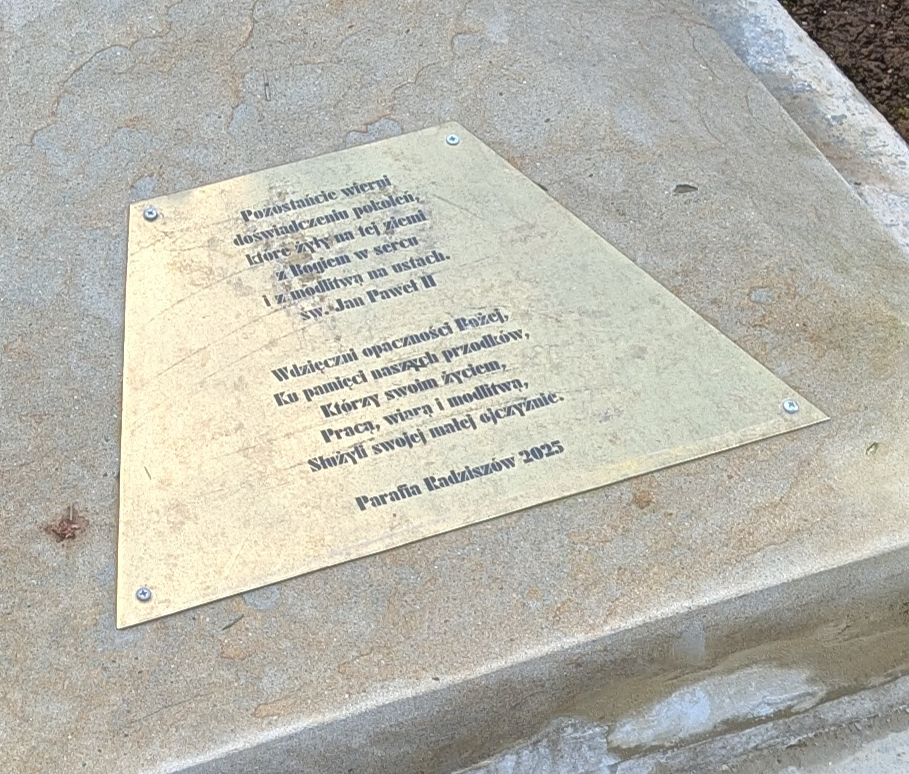 Pozostańcie wierni
doświadczeniu pokoleń,
które żyły na tej ziemi
z Bogiem w sercu
i z modlitwą na ustach.
św. Jan Paweł II
Wdzięczni opaczności Bożej,
Ku pamięci naszych przodków,
Którzy swoim życiem,
Pracą, wiarą i modlitwą,
Służyli swojej małej ojczyźnie.
Parafia Radziszów 2025